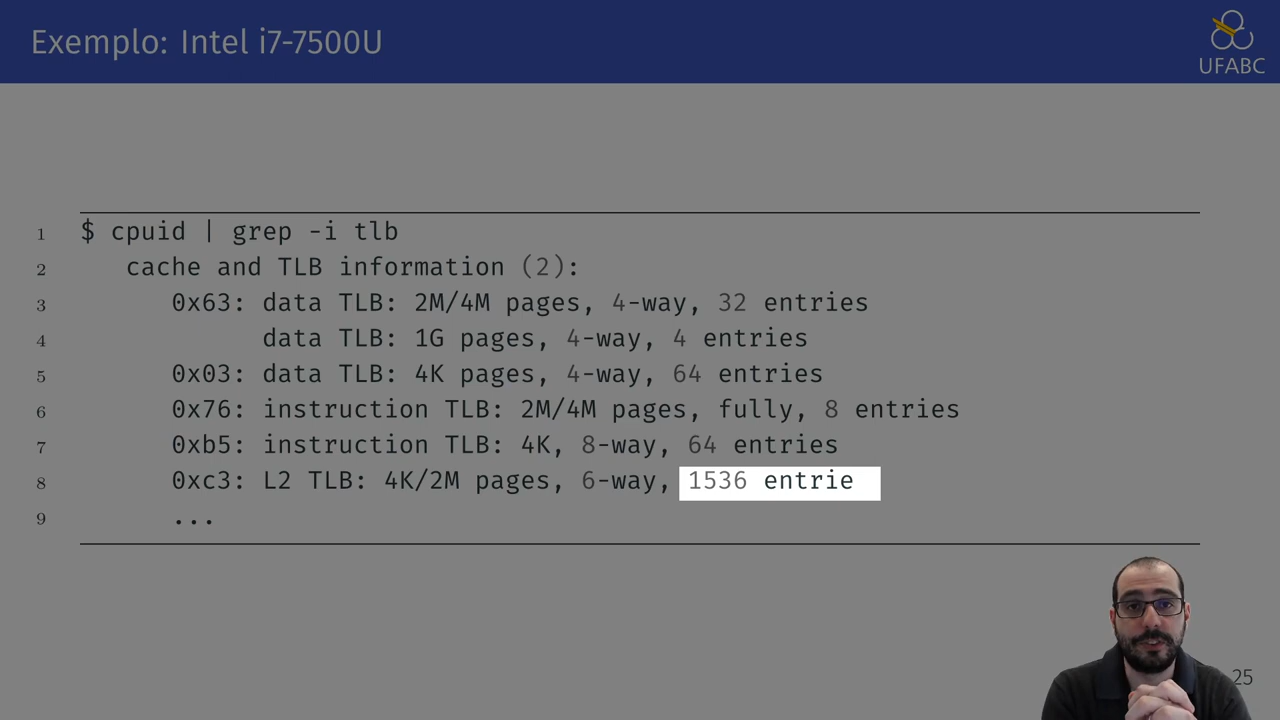 Exemplo: Intel i7-7500U
UFABC
1 $ cpuid | grep -i tlb
2 cache and TLB information (2):
3 0x63: data TLB: 2M/4M pages, 4-way, 32 entries
4 data TLB: 1G pages, 4-way, 4 entries
5 0x03: data TLB: 4K pages, 4-way, 64 entries
6 0x76: instruction TLB: 2M/4M pages, fully, 8 entries
7 0xb5: instruction TLB: 4K, 8-way, 64 entries
8 0xc3: L2 TLB: 4K/2M pages, 6-way, 1536 entrie
9 ...
25